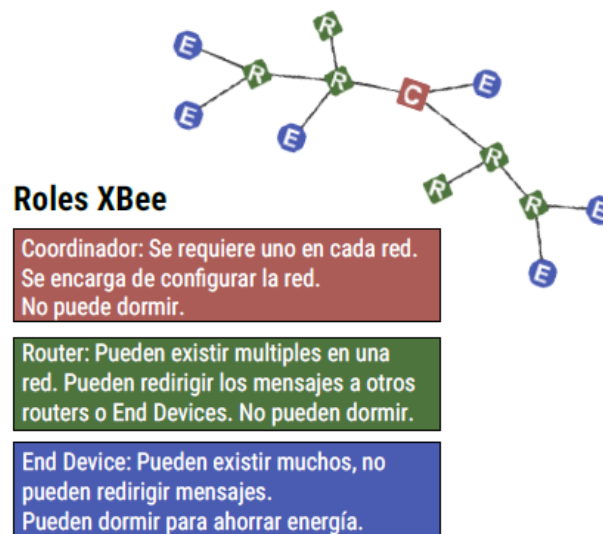 R
E
R
R
C
E
E
E
R
R
R
E
E
Roles XBee
Coordinador: Se requiere uno en cada red.
Se encarga de configurar la red.
No puede dormir.
Router: Pueden existir multiples en una
red. Pueden redirigir los mensajes a otros
routers o End Devices. No pueden dormir.
End Device: Pueden existir muchos, no
pueden redirigir mensajes.
Pueden dormir para ahorrar energía.